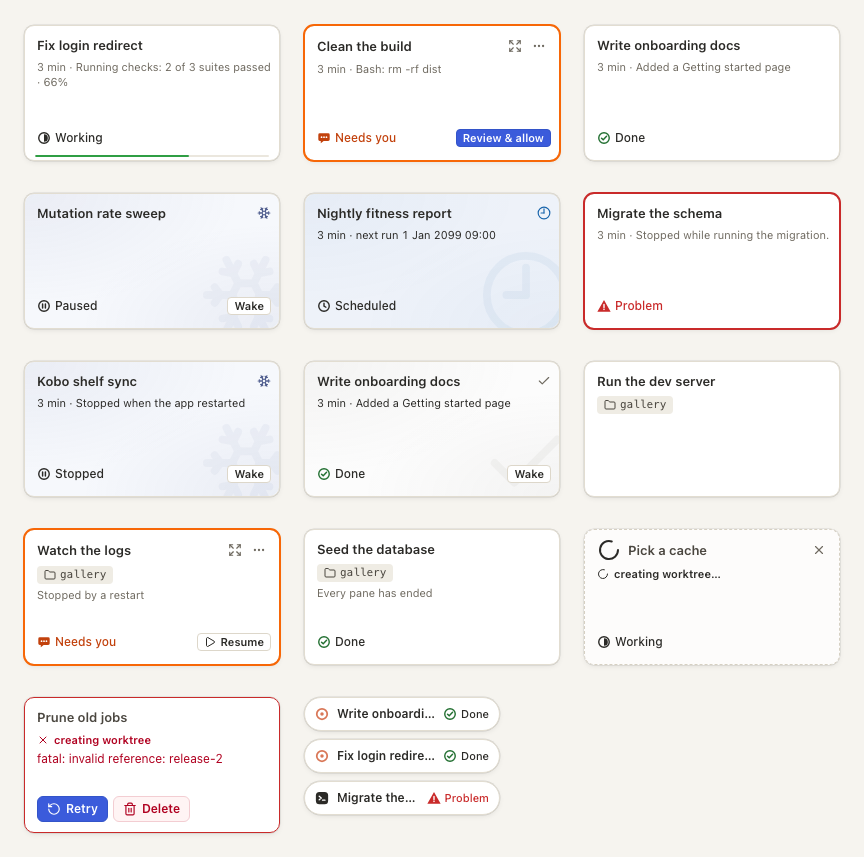 Fix login redirect
3 min · Running checks: 2 of 3 suites passed
· 66%
Working
Clean the build
3 min · Bash: rm -rf dist
Needs you
Review & allow
Write onboarding docs
3 min · Added a Getting started page
Done
Mutation rate sweep
Paused
Wake
Nightly fitness report
3 min · next run 1 Jan 2099 09:00
Scheduled
Migrate the schema
3 min · Stopped while running the migration.
Problem
Kobo shelf sync
3 min · Stopped when the app restarted
Stopped
Wake
Write onboarding docs
3 min · Added a Getting started page
Done
Wake
Run the dev server
gallery
Watch the logs
gallery
Stopped by a restart
Needs you
Resume
Seed the database
gallery
Every pane has ended
Done
Pick a cache
creating worktree...
Working
Prune old jobs
creating worktree
fatal: invalid reference: release-2
Retry
Delete
Write onboardi... Done
Fix login redire... Done
Migrate the... Problem